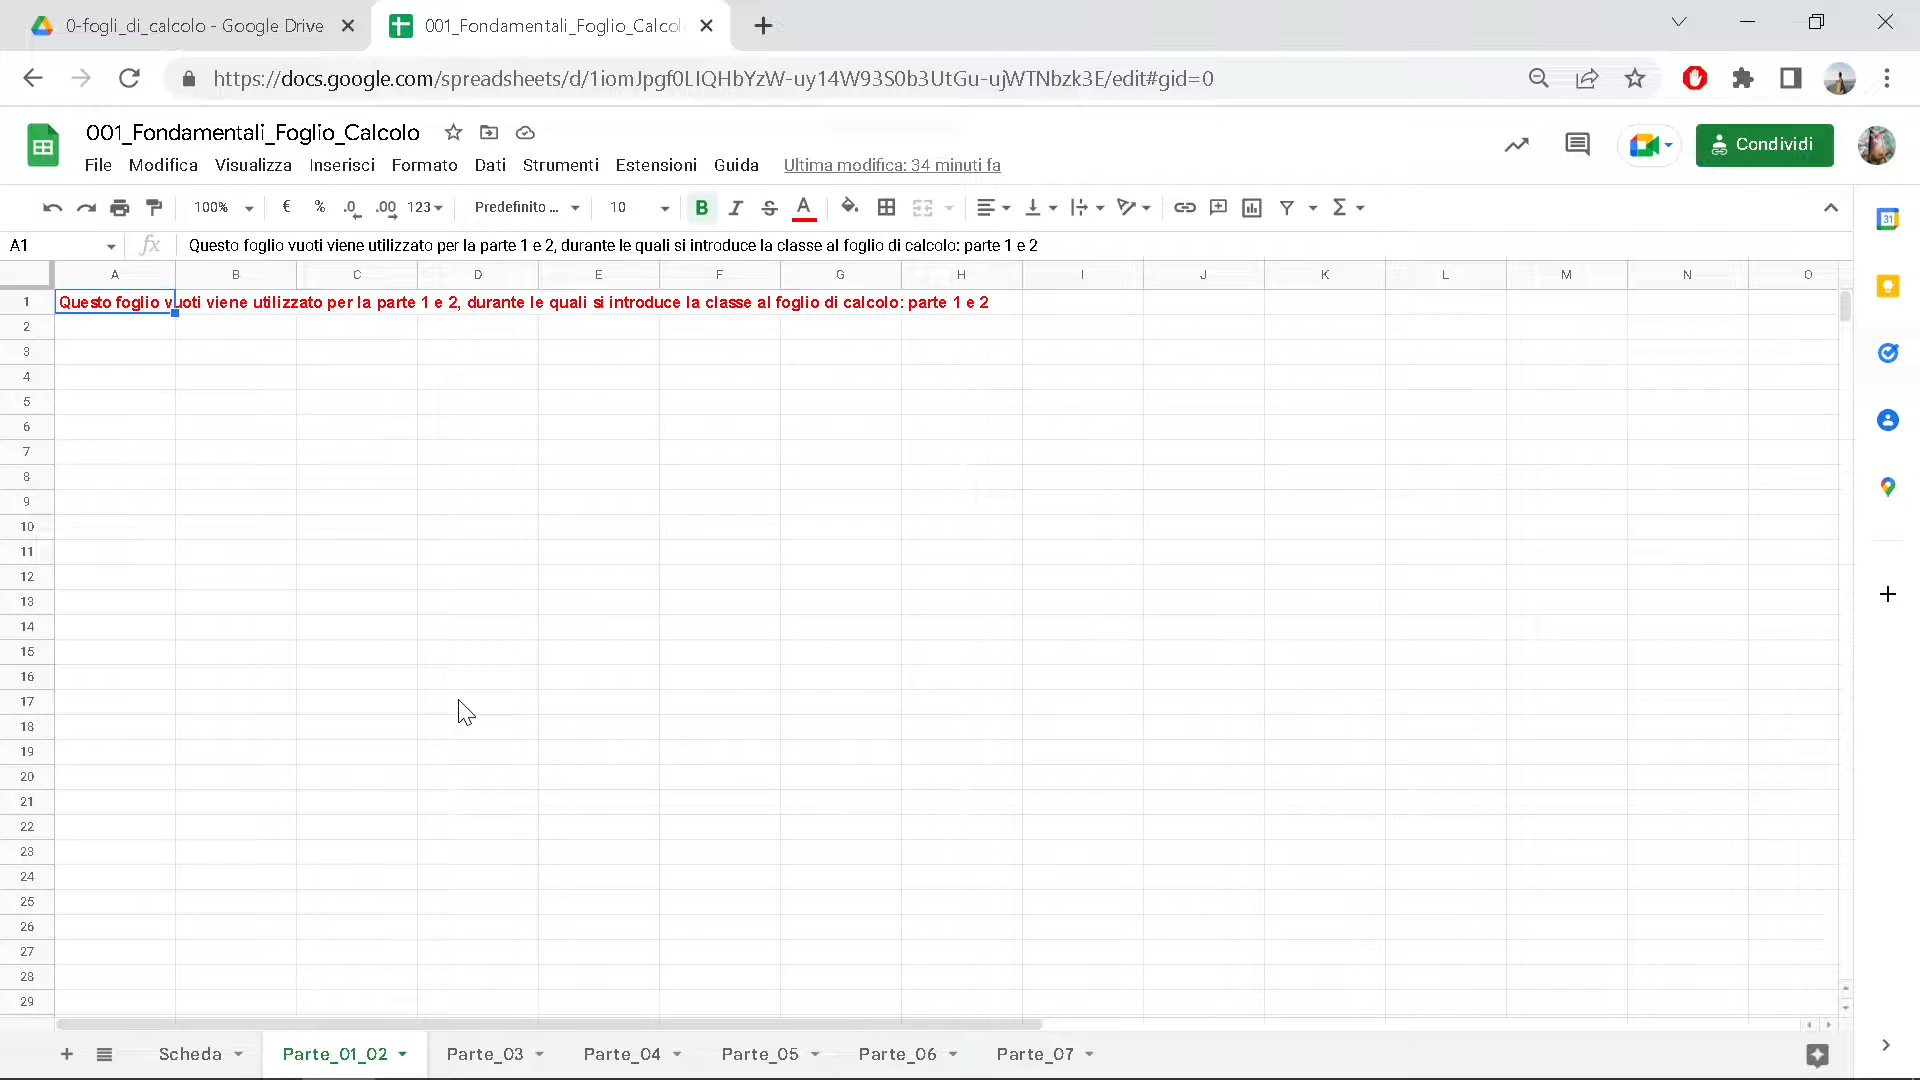 0-fogli_di_calcolo - Google Drive
001_Fondamentali_Foglio_Calcol
https://docs.google.com/spreadsheets/d/1iomJpgf0LIQHbYzW-uy14W93S0b3UtGu-ujWTNbzk3E/edit#gid=0
001_Fondamentali_Foglio_Calcolo
File Modifica Visualizza Inserisci Formato Dati Strumenti Estensioni Guida Ultima modifica: 34 minuti fa
Condividi
100% € % .0 .00 123 Predefinito ... 10 B I S A Σ
31
A1 fx Questo foglio vuoti viene utilizzato per la parte 1 e 2, durante le quali si introduce la classe al foglio di calcolo: parte 1 e 2
A B C D E F G H I J K L M N O
1 Questo foglio vuoti viene utilizzato per la parte 1 e 2, durante le quali si introduce la classe al foglio di calcolo: parte 1 e 2
2
3
4
5
6
7
8
9
10
11
12
13
14
15
16
17
18
19
20
21
22
23
24
25
26
27
28
29
Scheda Parte_01_02 Parte_03 Parte_04 Parte_05 Parte_06 Parte_07